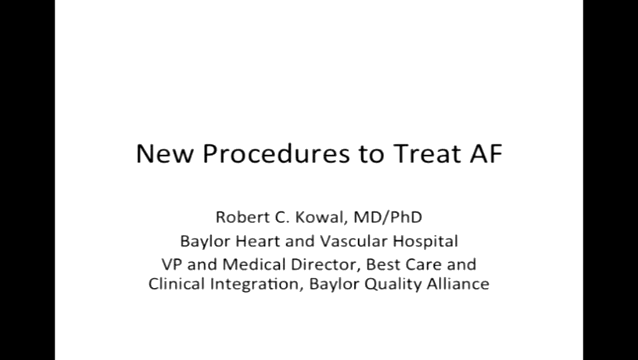 New Procedures to Treat AF
Robert C. Kowal, MD/PhD
Baylor Heart and Vascular Hospital
VP and Medical Director, Best Care and
Clinical Integration, Baylor Quality Alliance